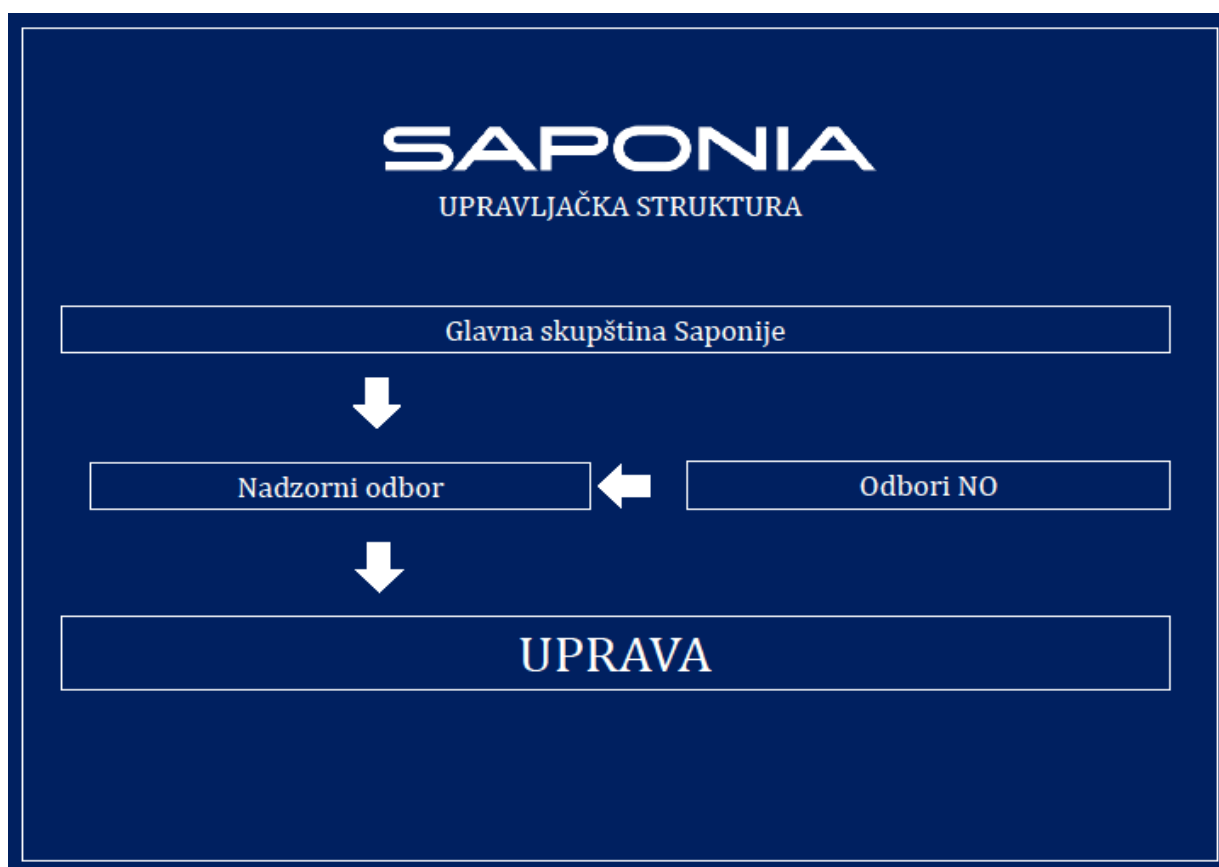 SAPONIA
UPRAVLJAČKA STRUKTURA
Glavna skupština Saponije
Nadzorni odbor
Odbori NO
UPRAVA